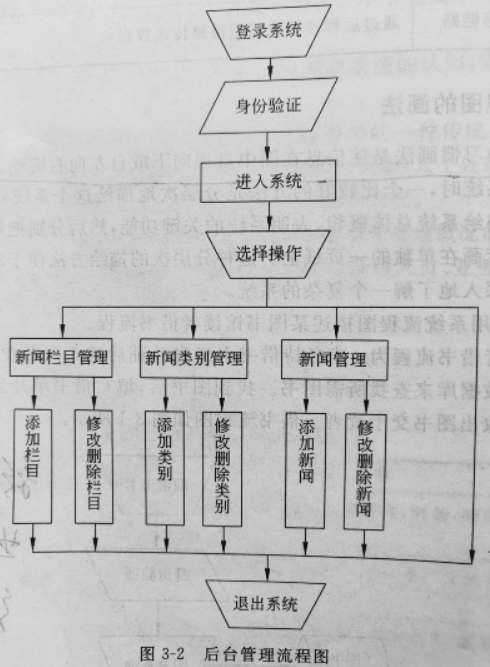 图的画法
登录系统
身份验证
进入系统
选择操作
新闻栏目管理 新闻类别管理 新闻管理
添加栏目 修改删除栏目 添加类别 修改删除类别 添加新闻 修改删除新闻
退出系统
图 3-2 后台管理流程图